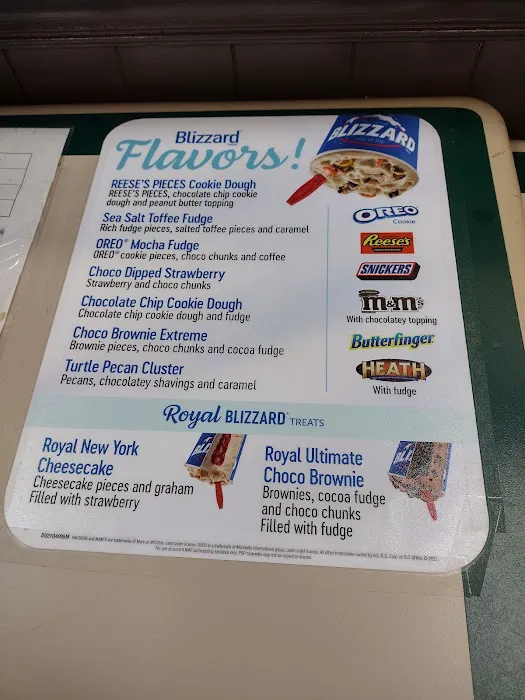 Blizzard
Flavors!
BLIZZARD
REESE'S PIECES Cookie Dough
REESE'S PIECES, chocolate chip cookie
dough and peanut butter topping
Sea Salt Toffee Fudge
Rich fudge pieces, salted toffee pieces and caramel
OREO® Mocha Fudge
OREO® cookie pieces, choco chunks and coffee
Choco Dipped Strawberry
Strawberry and choco chunks
Chocolate Chip Cookie Dough
Chocolate chip cookie dough and fudge
Choco Brownie Extreme
Brownie pieces, choco chunks and cocoa fudge
Turtle Pecan Cluster
Pecans, chocolatey shavings and caramel
OREO
Cookie
Reese's
SNICKERS
m&m's
With chocolatey topping
Butterfinger
HEATH
With fudge
Royal BLIZZARD® TREATS
Royal New York
Cheesecake
Cheesecake pieces and graham
Filled with strawberry
Royal Ultimate
Choco Brownie
Brownies, cocoa fudge
and choco chunks
Filled with fudge